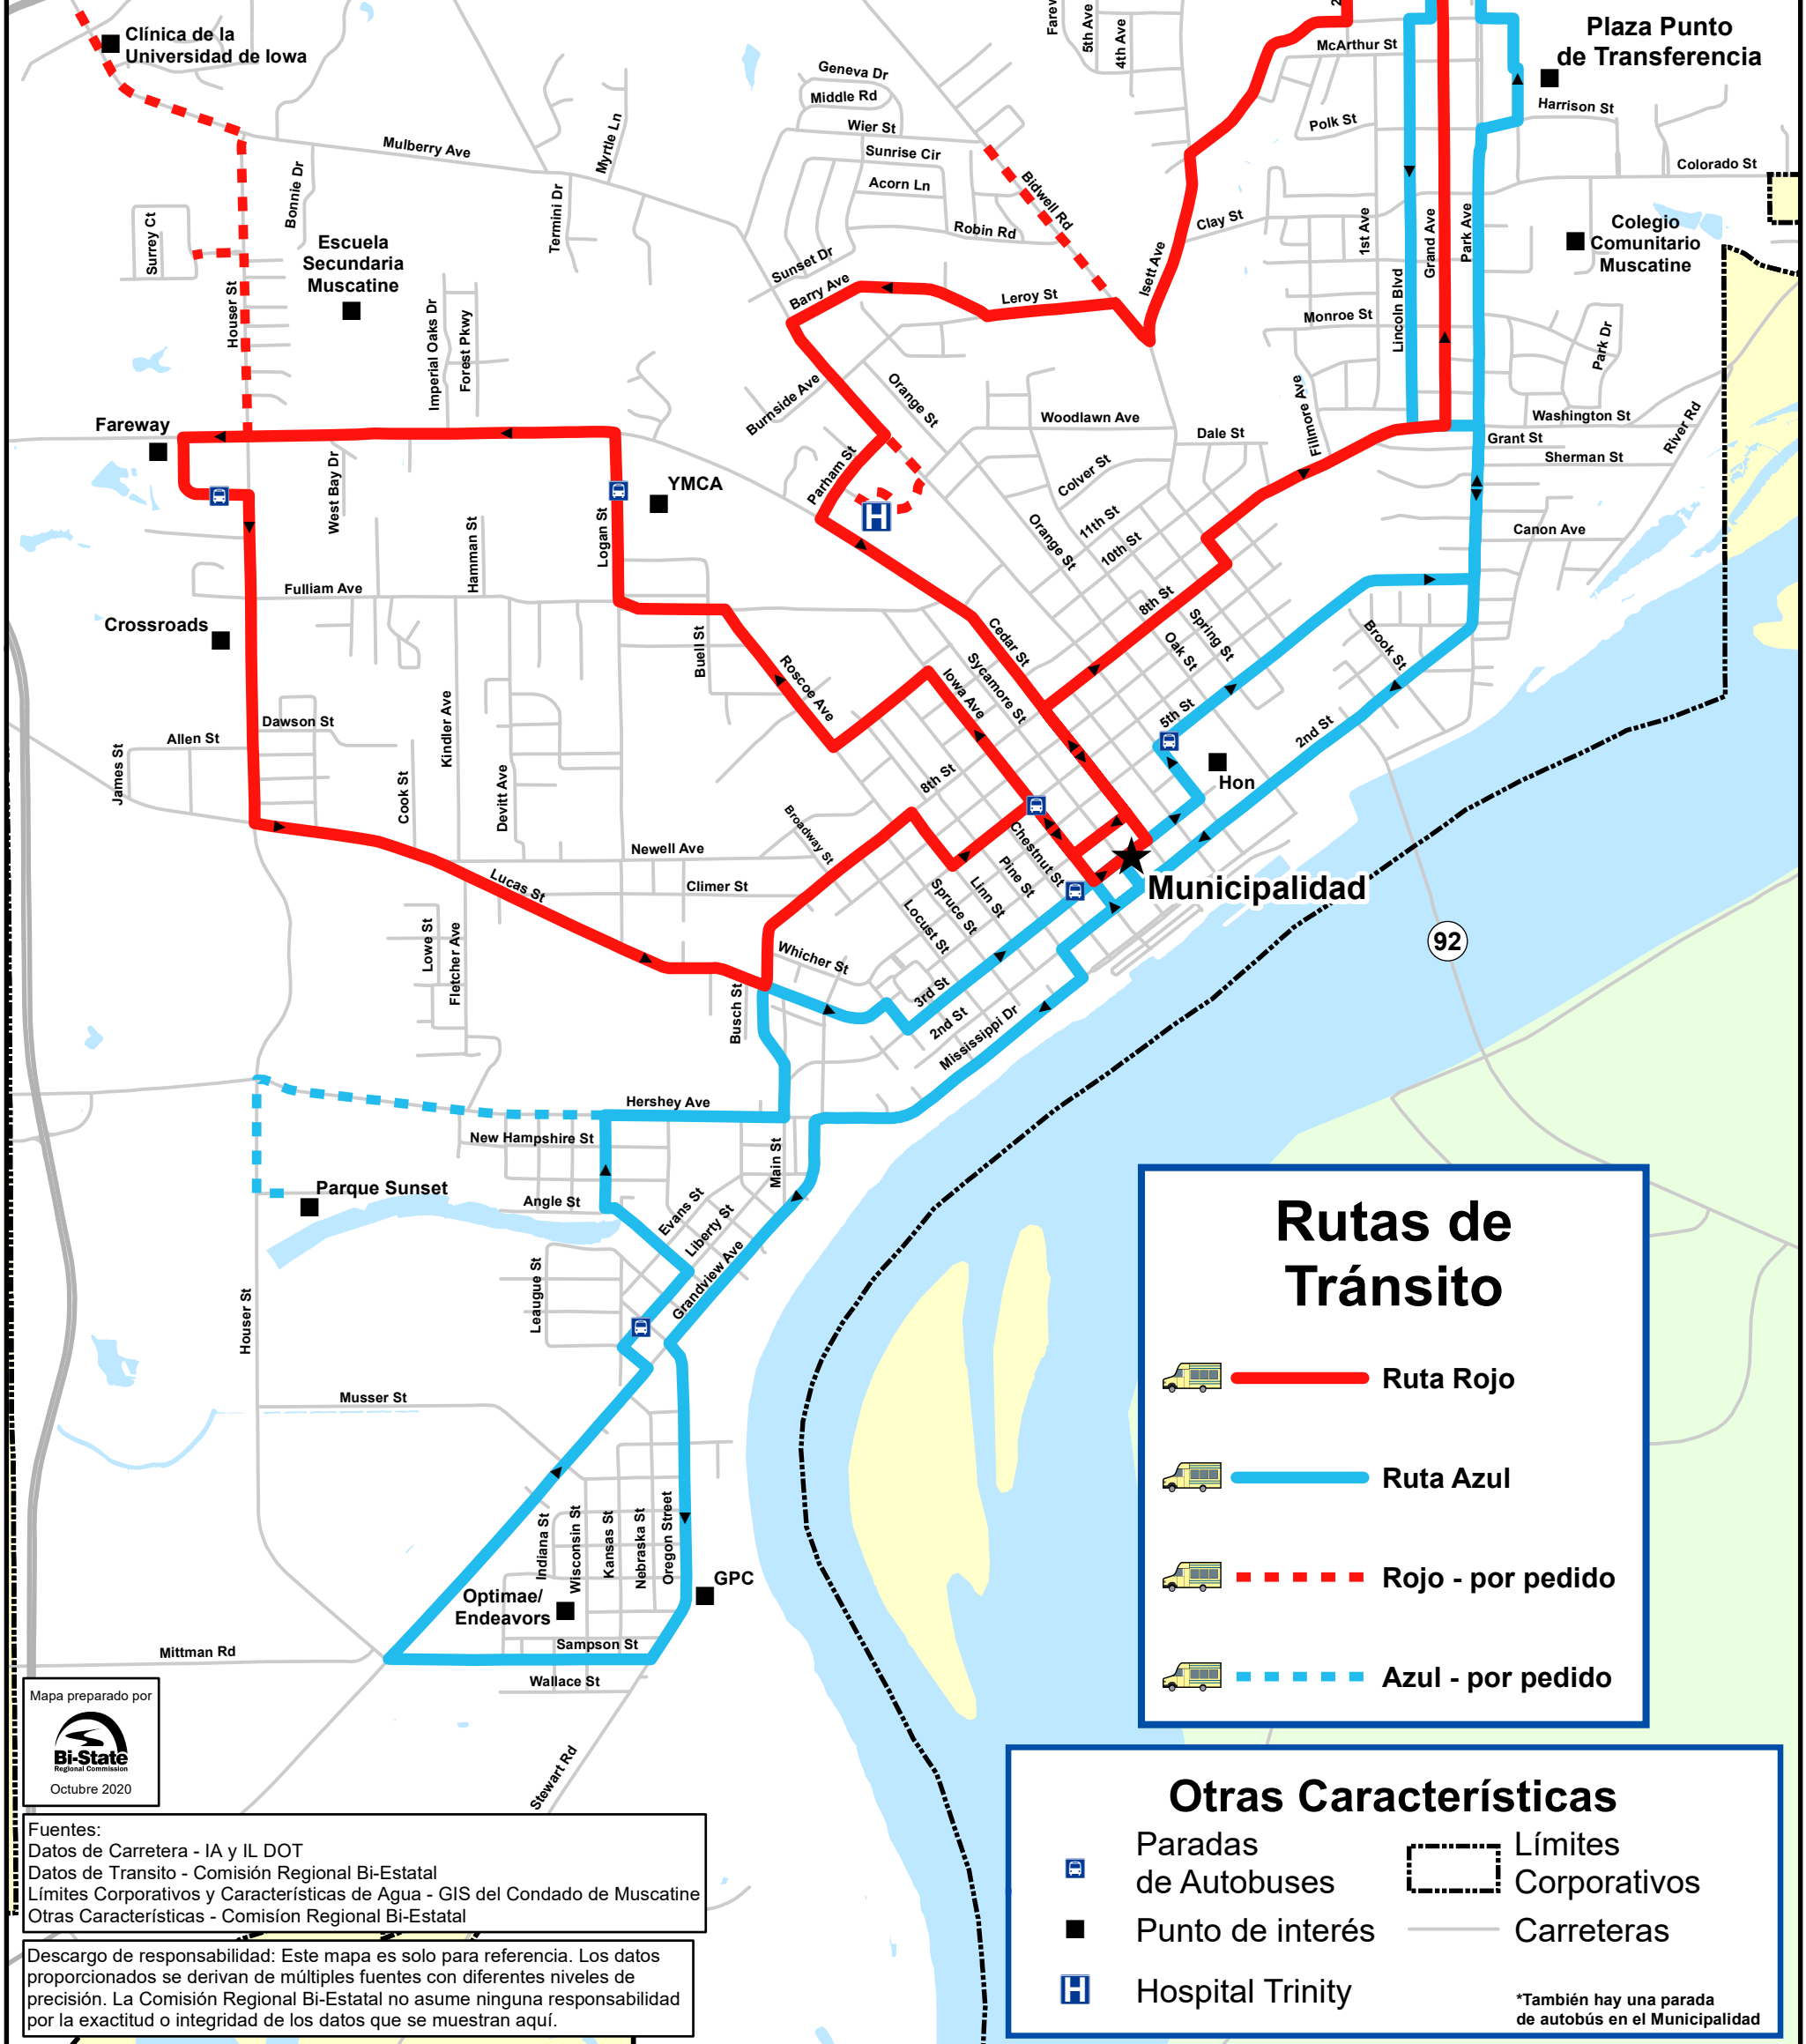 Clínica de la
Universidad de Iowa
Plaza Punto
de Transferencia
Farew
5th Ave
4th Ave
2
McArthur St
Geneva Dr
Middle Rd
Wier St
Polk St
Harrison St
Mulberry Ave
Myrtle Ln
Sunrise Cir
Acorn Ln
Bidwell Rd
Colorado St
Bonnie Dr
Termini Dr
Robin Rd
Clay St
1st Ave
Grand Ave
Park Ave
Colegio
Comunitario
Muscatine
Surrey Ct
Escuela
Secundaria
Muscatine
Sunset Dr
Barry Ave
Leroy St
Isett Ave
Houser St
Imperial Oaks Dr
Forest Pkwy
Monroe St
Lincoln Blvd
Park Dr
Burnside Ave
Orange St
Woodlawn Ave
Dale St
Fillmore Ave
Washington St
River Rd
Grant St
Sherman St
Fareway
West Bay Dr
YMCA
Parham St
H
Colver St
11th St
10th St
Orange St
Canon Ave
Logan St
Hamman St
Fulliam Ave
8th St
Spring St
Oak St
Brook St
Crossroads
Buell St
Cedar St
Sycamore St
Iowa Ave
Roscoe Ave
5th St
2nd St
Dawson St
Allen St
James St
Kindler Ave
Cook St
Devitt Ave
8th St
Hon
Broadway St
Chestnut St
Pine St
Linn St
Spruce St
Locust St
Newell Ave
Climer St
Lucas St
Municipalidad
92
Lowe St
Fletcher Ave
Whicher St
Busch St
3rd St
2nd St
Mississippi Dr
Hershey Ave
New Hampshire St
Main St
Parque Sunset
Angle St
Evans St
Liberty St
Grandview Ave
Leaugue St
Houser St
Musser St
Indiana St
Wisconsin St
Kansas St
Nebraska St
Oregon Street
GPC
Optimae/
Endeavors
Sampson St
Mittman Rd
Wallace St
Stewart Rd
Rutas de
Tránsito
Ruta Rojo
Ruta Azul
Rojo - por pedido
Azul - por pedido
Mapa preparado por
Bi-State
Regional Commission
Octubre 2020
Fuentes:
Datos de Carretera - IA y IL DOT
Datos de Transito - Comisión Regional Bi-Estatal
Límites Corporativos y Características de Agua - GIS del Condado de Muscatine
Otras Características - Comisíon Regional Bi-Estatal
Descargo de responsabilidad: Este mapa es solo para referencia. Los datos
proporcionados se derivan de múltiples fuentes con diferentes niveles de
precisión. La Comisión Regional Bi-Estatal no asume ninguna responsabilidad
por la exactitud o integridad de los datos que se muestran aquí.
Otras Características
Paradas
de Autobuses
Límites
Corporativos
Punto de interés
Carreteras
H
Hospital Trinity
*También hay una parada
de autobús en el Municipalidad